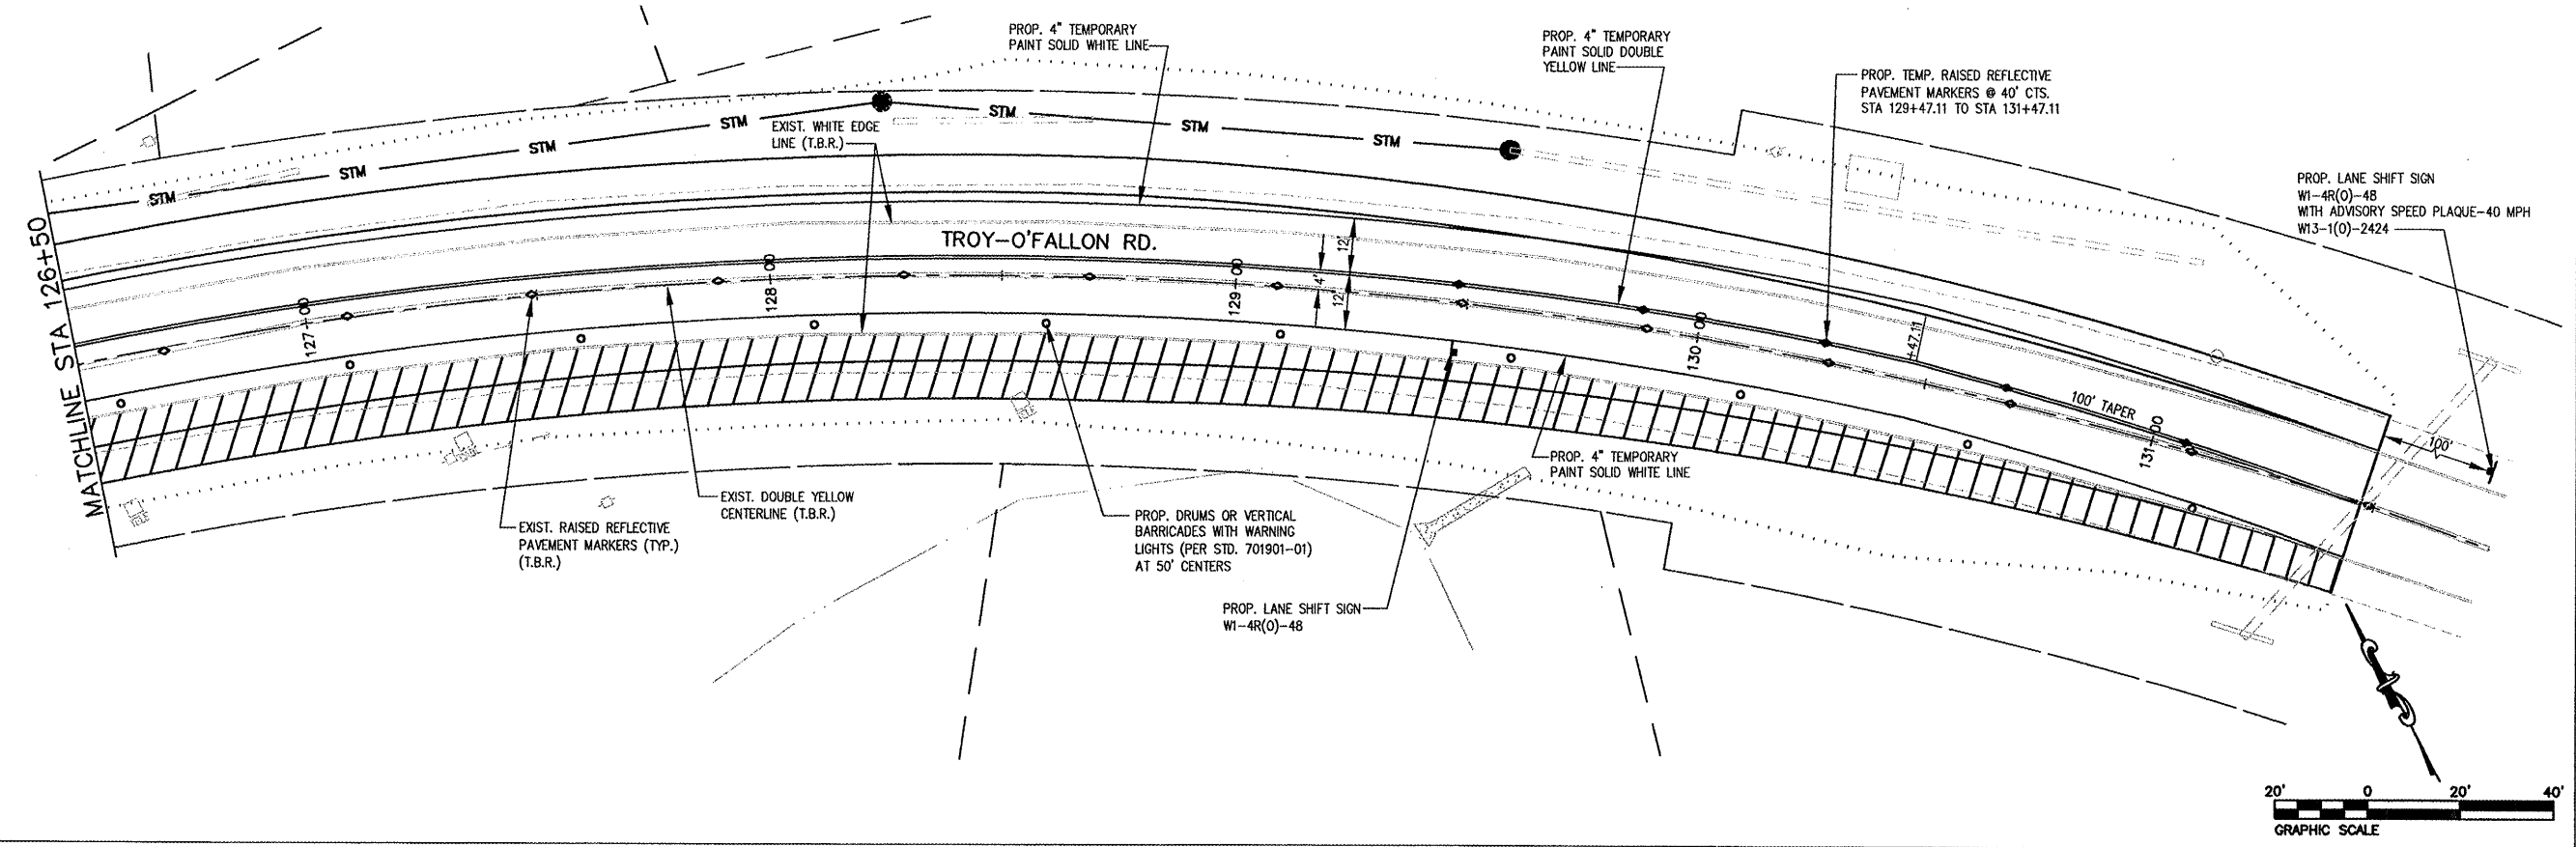 PROP. 4" TEMPORARY
PAINT SOLID WHITE LINE
PROP. 4" TEMPORARY
PAINT SOLID DOUBLE
YELLOW LINE
PROP. TEMP. RAISED REFLECTIVE
PAVEMENT MARKERS @ 40' CTS.
STA 129+47.11 TO STA 131+47.11
PROP. LANE SHIFT SIGN
W1-4R(O)-48
WITH ADVISORY SPEED PLAQUE-40 MPH
W13-1(O)-2424
EXIST. WHITE EDGE
LINE (T.B.R.)
STM
STM
STM
STM
STM
STM
STM
TROY-O'FALLON RD.
MATCHLINE STA 126+50
127+00
128+00
129+00
130+00
131+00
12'
4'
12'
+47.11
100' TAPER
100'
EXIST. RAISED REFLECTIVE
PAVEMENT MARKERS (TYP.)
(T.B.R.)
EXIST. DOUBLE YELLOW
CENTERLINE (T.B.R.)
PROP. DRUMS OR VERTICAL
BARRICADES WITH WARNING
LIGHTS (PER STD. 701901-01)
AT 50' CENTERS
PROP. LANE SHIFT SIGN
W1-4R(O)-48
PROP. 4" TEMPORARY
PAINT SOLID WHITE LINE
TELE
20' 0 20' 40'
GRAPHIC SCALE